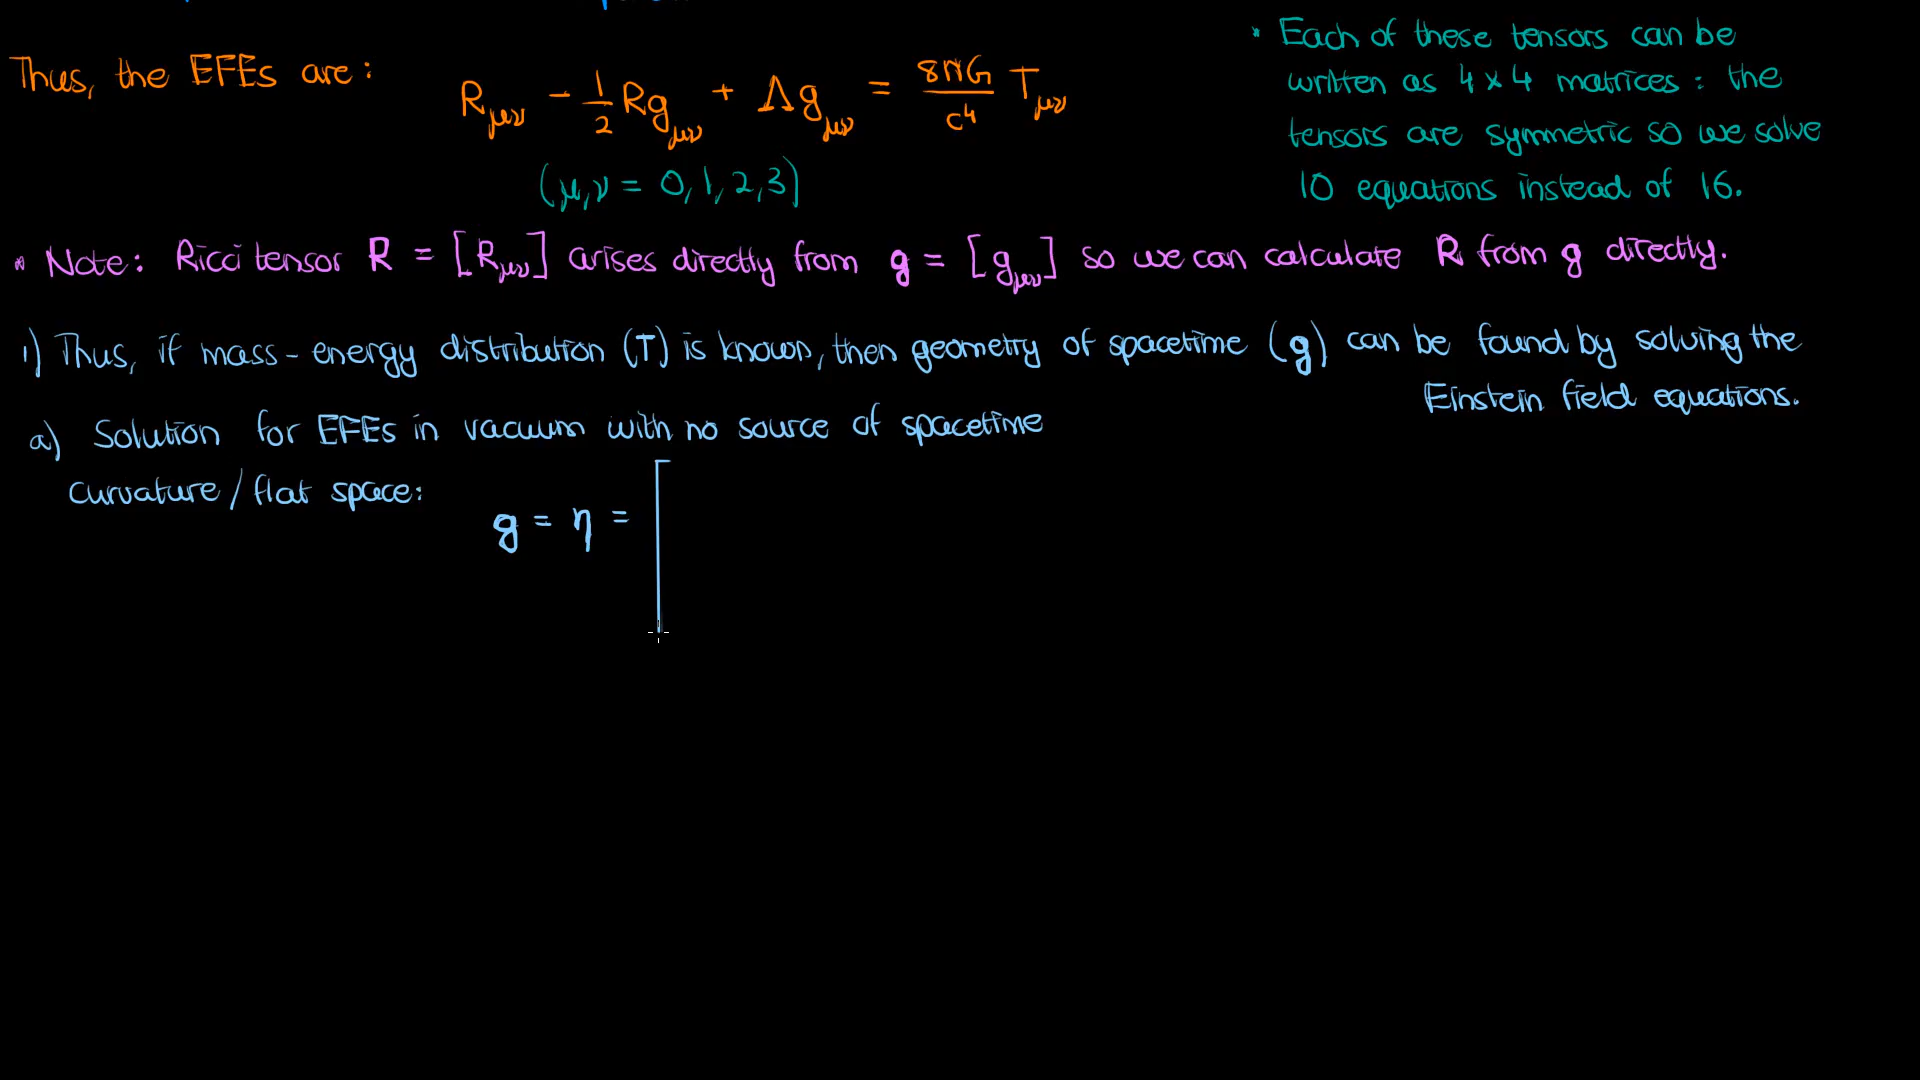 Thus, the EFEs are:
R_μν - 1/2 R g_μν + Λ g_μν = 8πG/c⁴ T_μν
(μ, ν = 0, 1, 2, 3)
* Each of these tensors can be
written as 4 x 4 matrices : the
tensors are symmetric so we solve
10 equations instead of 16.
* Note: Ricci tensor R = [R_μν] arises directly from g = [g_μν] so we can calculate R from g directly.
1) Thus, if mass-energy distribution (T) is known, then geometry of spacetime (g) can be found by solving the
Einstein field equations.
a) Solution for EFEs in vacuum with no source of spacetime
curvature / flat space:
g = η = [